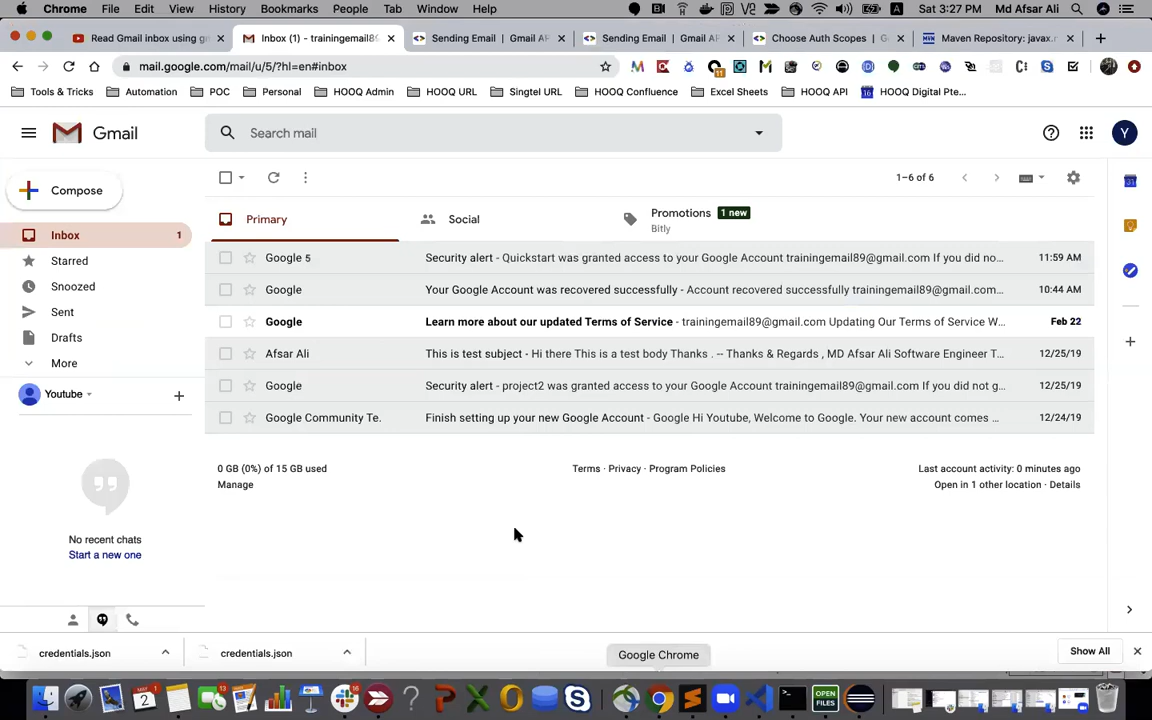 Chrome File Edit View History Bookmarks People Tab Window Help Sat 3:27 PM Md Afsar Ali
Read Gmail inbox using g Inbox (1) - trainingemail89 Sending Email | Gmail AP Sending Email | Gmail AP Choose Auth Scopes | G Maven Repository: javax.r
mail.google.com/mail/u/5/?hl=en#inbox
Tools & Tricks Automation POC Personal HOOQ Admin HOOQ URL Singtel URL HOOQ Confluence Excel Sheets HOOQ API HOOQ Digital Pte...
Gmail Search mail Y
Compose 1–6 of 6
Inbox 1
Primary Social Promotions 1 new
Bitly
Starred
Snoozed
Sent
Drafts
More
Youtube
Google 5 Security alert - Quickstart was granted access to your Google Account trainingemail89@gmail.com If you did no... 11:59 AM
Google Your Google Account was recovered successfully - Account recovered successfully trainingemail89@gmail.com... 10:44 AM
Google Learn more about our updated Terms of Service - trainingemail89@gmail.com Updating Our Terms of Service W... Feb 22
Afsar Ali This is test subject - Hi there This is a test body Thanks . -- Thanks & Regards , MD Afsar Ali Software Engineer T... 12/25/19
Google Security alert - project2 was granted access to your Google Account trainingemail89@gmail.com If you did not g... 12/25/19
Google Community Te. Finish setting up your new Google Account - Google Hi Youtube, Welcome to Google. Your new account comes ... 12/24/19
0 GB (0%) of 15 GB used Terms · Privacy · Program Policies Last account activity: 0 minutes ago
Manage Open in 1 other location · Details
No recent chats
Start a new one
credentials.json credentials.json Google Chrome Show All
OPEN
FILES